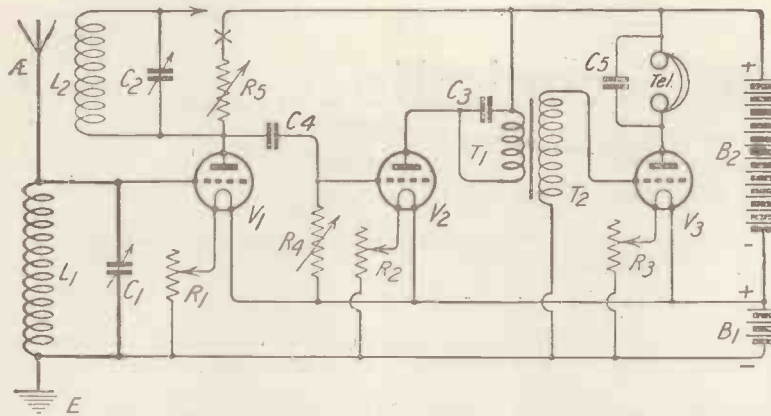 Æ
L2
C2
R5
C4
C3
T1
T2
C5
Tel.
+
B2
-
V1
V2
V3
L1
C1
R1
R4
R2
R3
+
B1
-
E